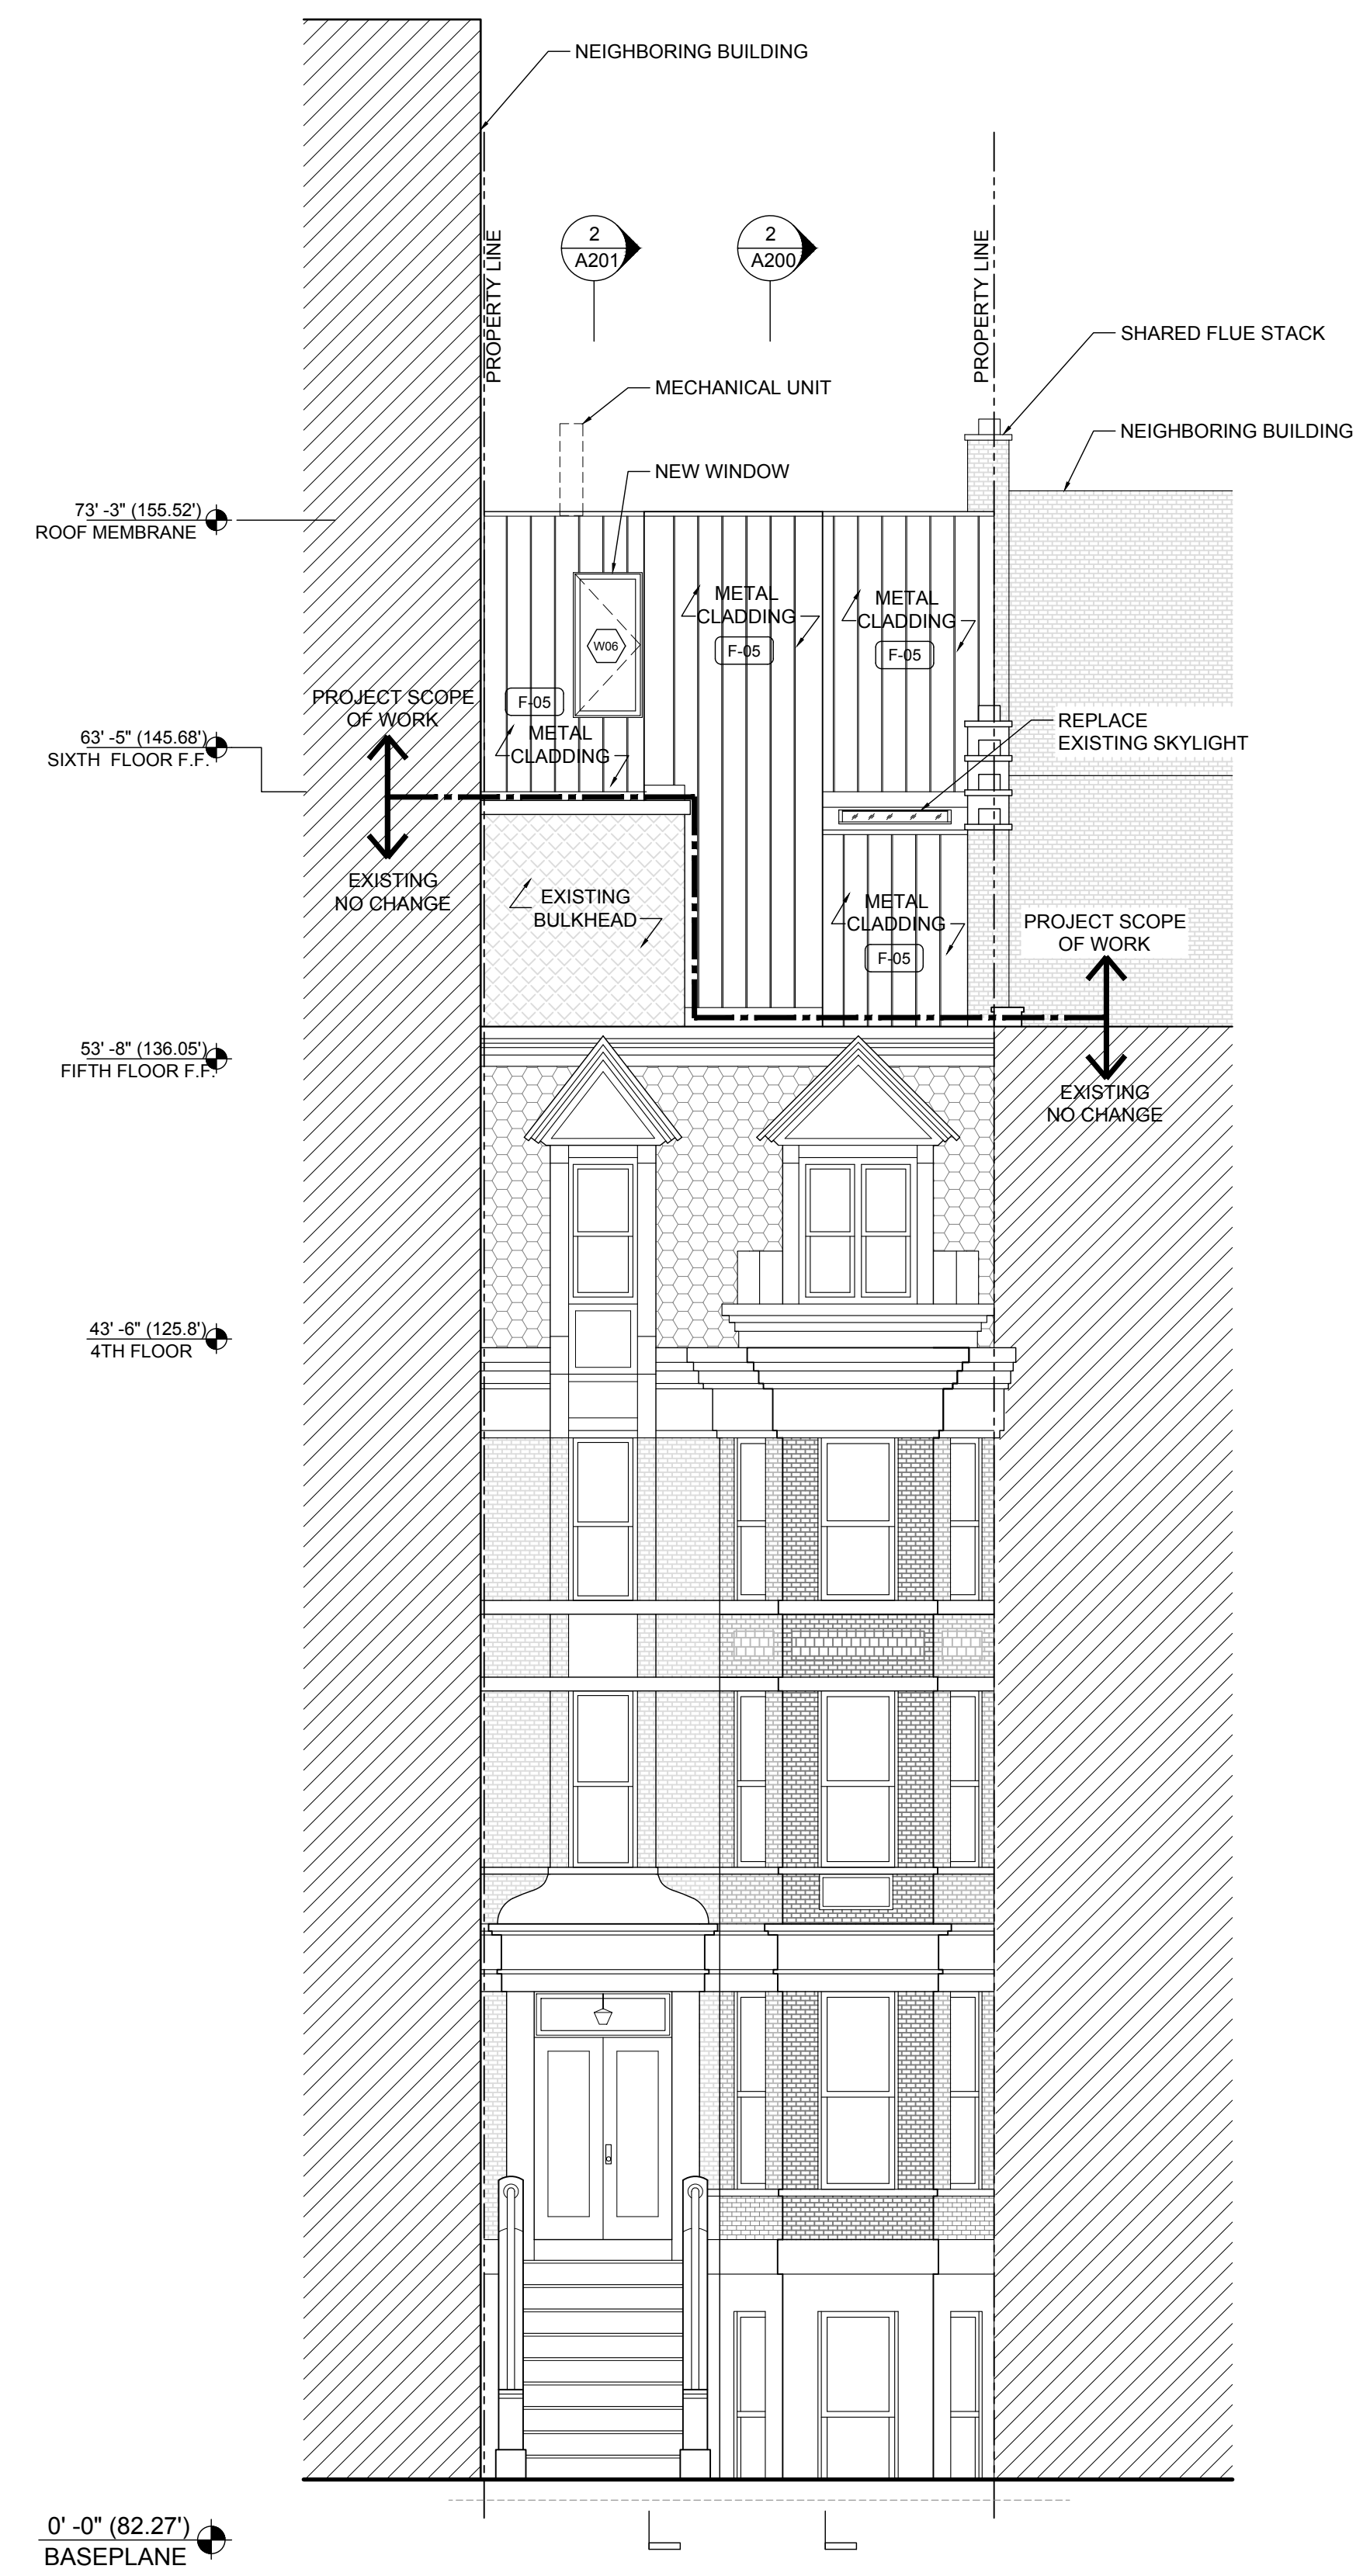 NEIGHBORING BUILDING
PROPERTY LINE
2
A201
2
A200
PROPERTY LINE
SHARED FLUE STACK
MECHANICAL UNIT
NEIGHBORING BUILDING
NEW WINDOW
73' -3" (155.52')
ROOF MEMBRANE
METAL
CLADDING
F-05
METAL
CLADDING
F-05
W06
PROJECT SCOPE
OF WORK
F-05
METAL
CLADDING
REPLACE
EXISTING SKYLIGHT
63' -5" (145.68')
SIXTH FLOOR F.F.
EXISTING
NO CHANGE
EXISTING
BULKHEAD
METAL
CLADDING
F-05
PROJECT SCOPE
OF WORK
53' -8" (136.05')
FIFTH FLOOR F.F.
EXISTING
NO CHANGE
43' -6" (125.8')
4TH FLOOR
0' -0" (82.27')
BASEPLANE